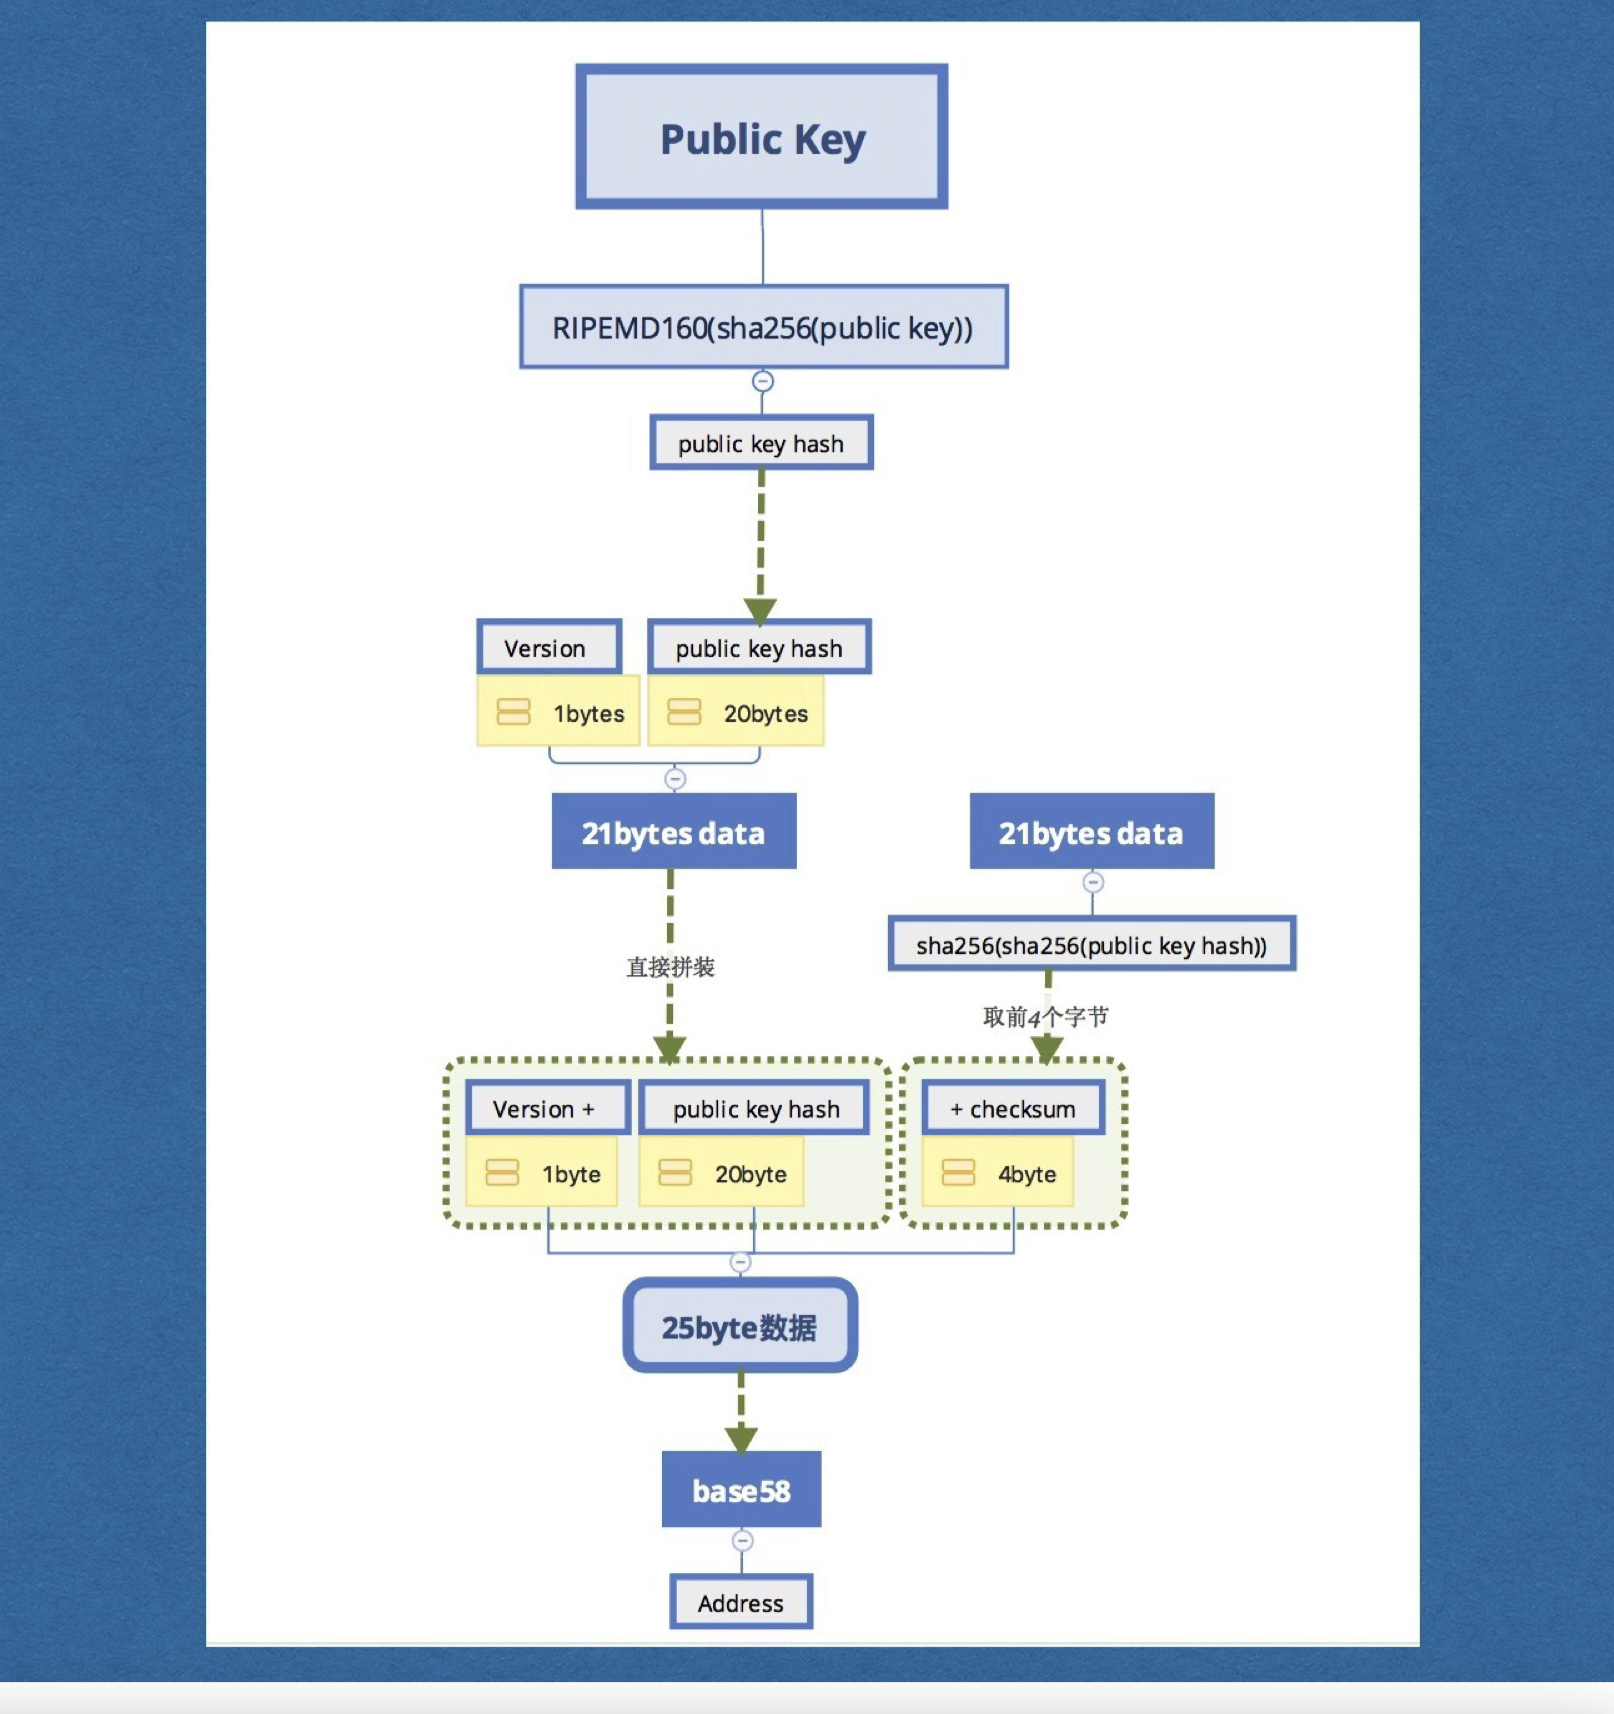 Public Key
RIPEMD160(sha256(public key))
public key hash
Version
public key hash
1bytes
20bytes
21bytes data
21bytes data
sha256(sha256(public key hash))
直接拼装
取前4个字节
Version +
public key hash
+ checksum
1byte
20byte
4byte
25byte数据
base58
Address